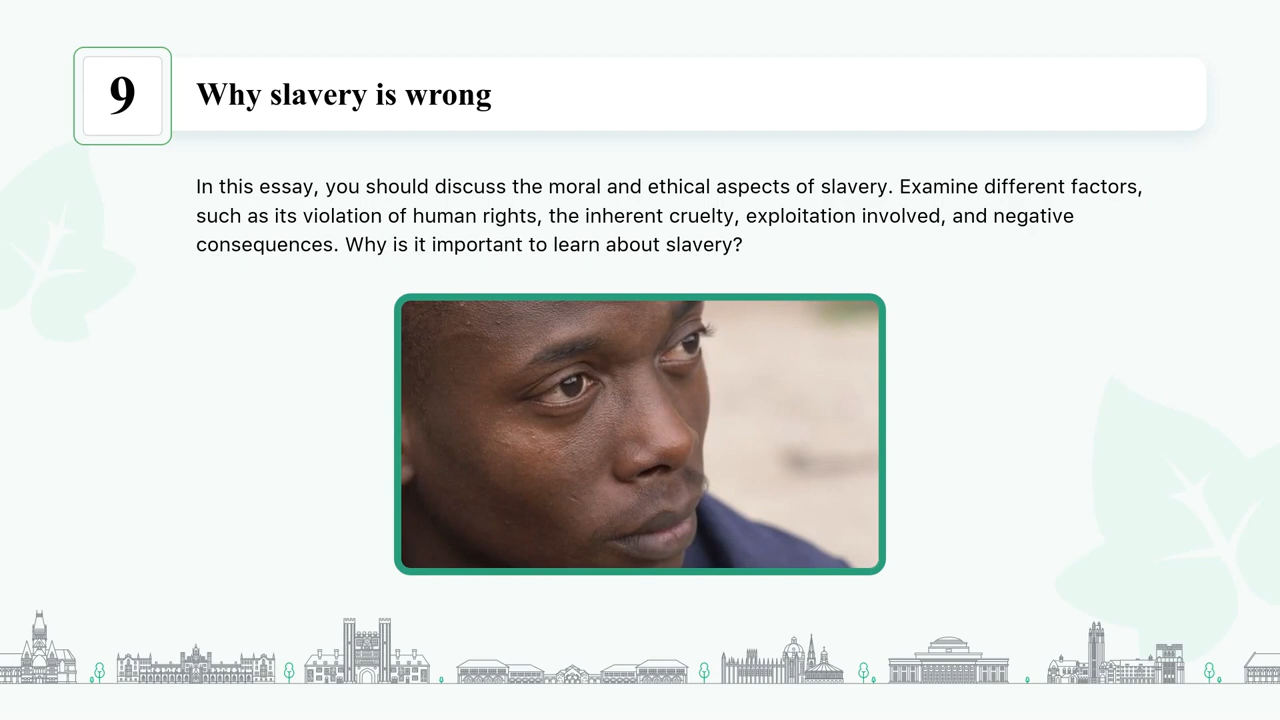 9
Why slavery is wrong
In this essay, you should discuss the moral and ethical aspects of slavery. Examine different factors,
such as its violation of human rights, the inherent cruelty, exploitation involved, and negative
consequences. Why is it important to learn about slavery?